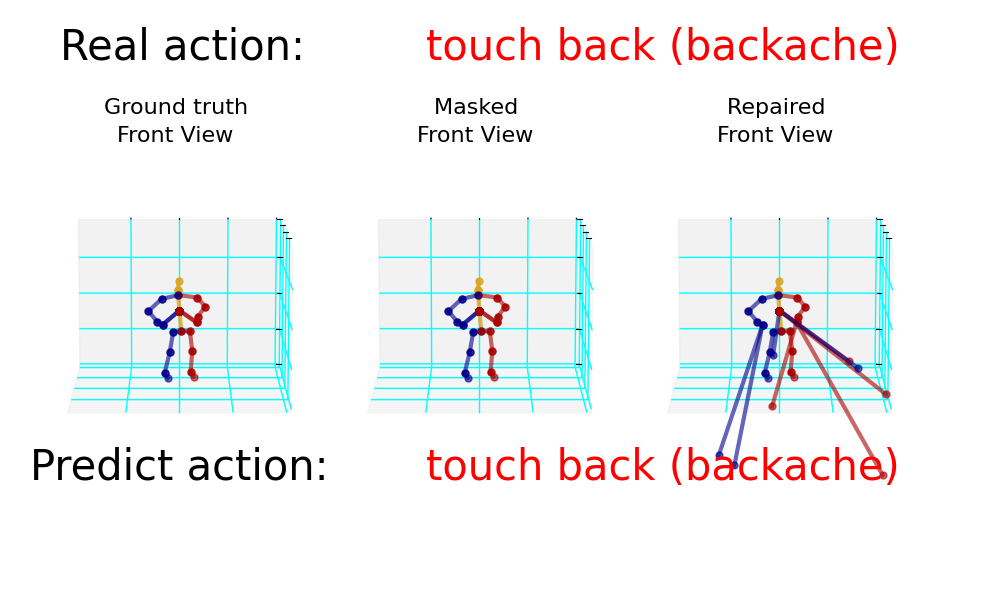 Real action: touch back (backache)
Ground truth Masked Repaired
Front View Front View Front View
Predict action: touch back (backache)